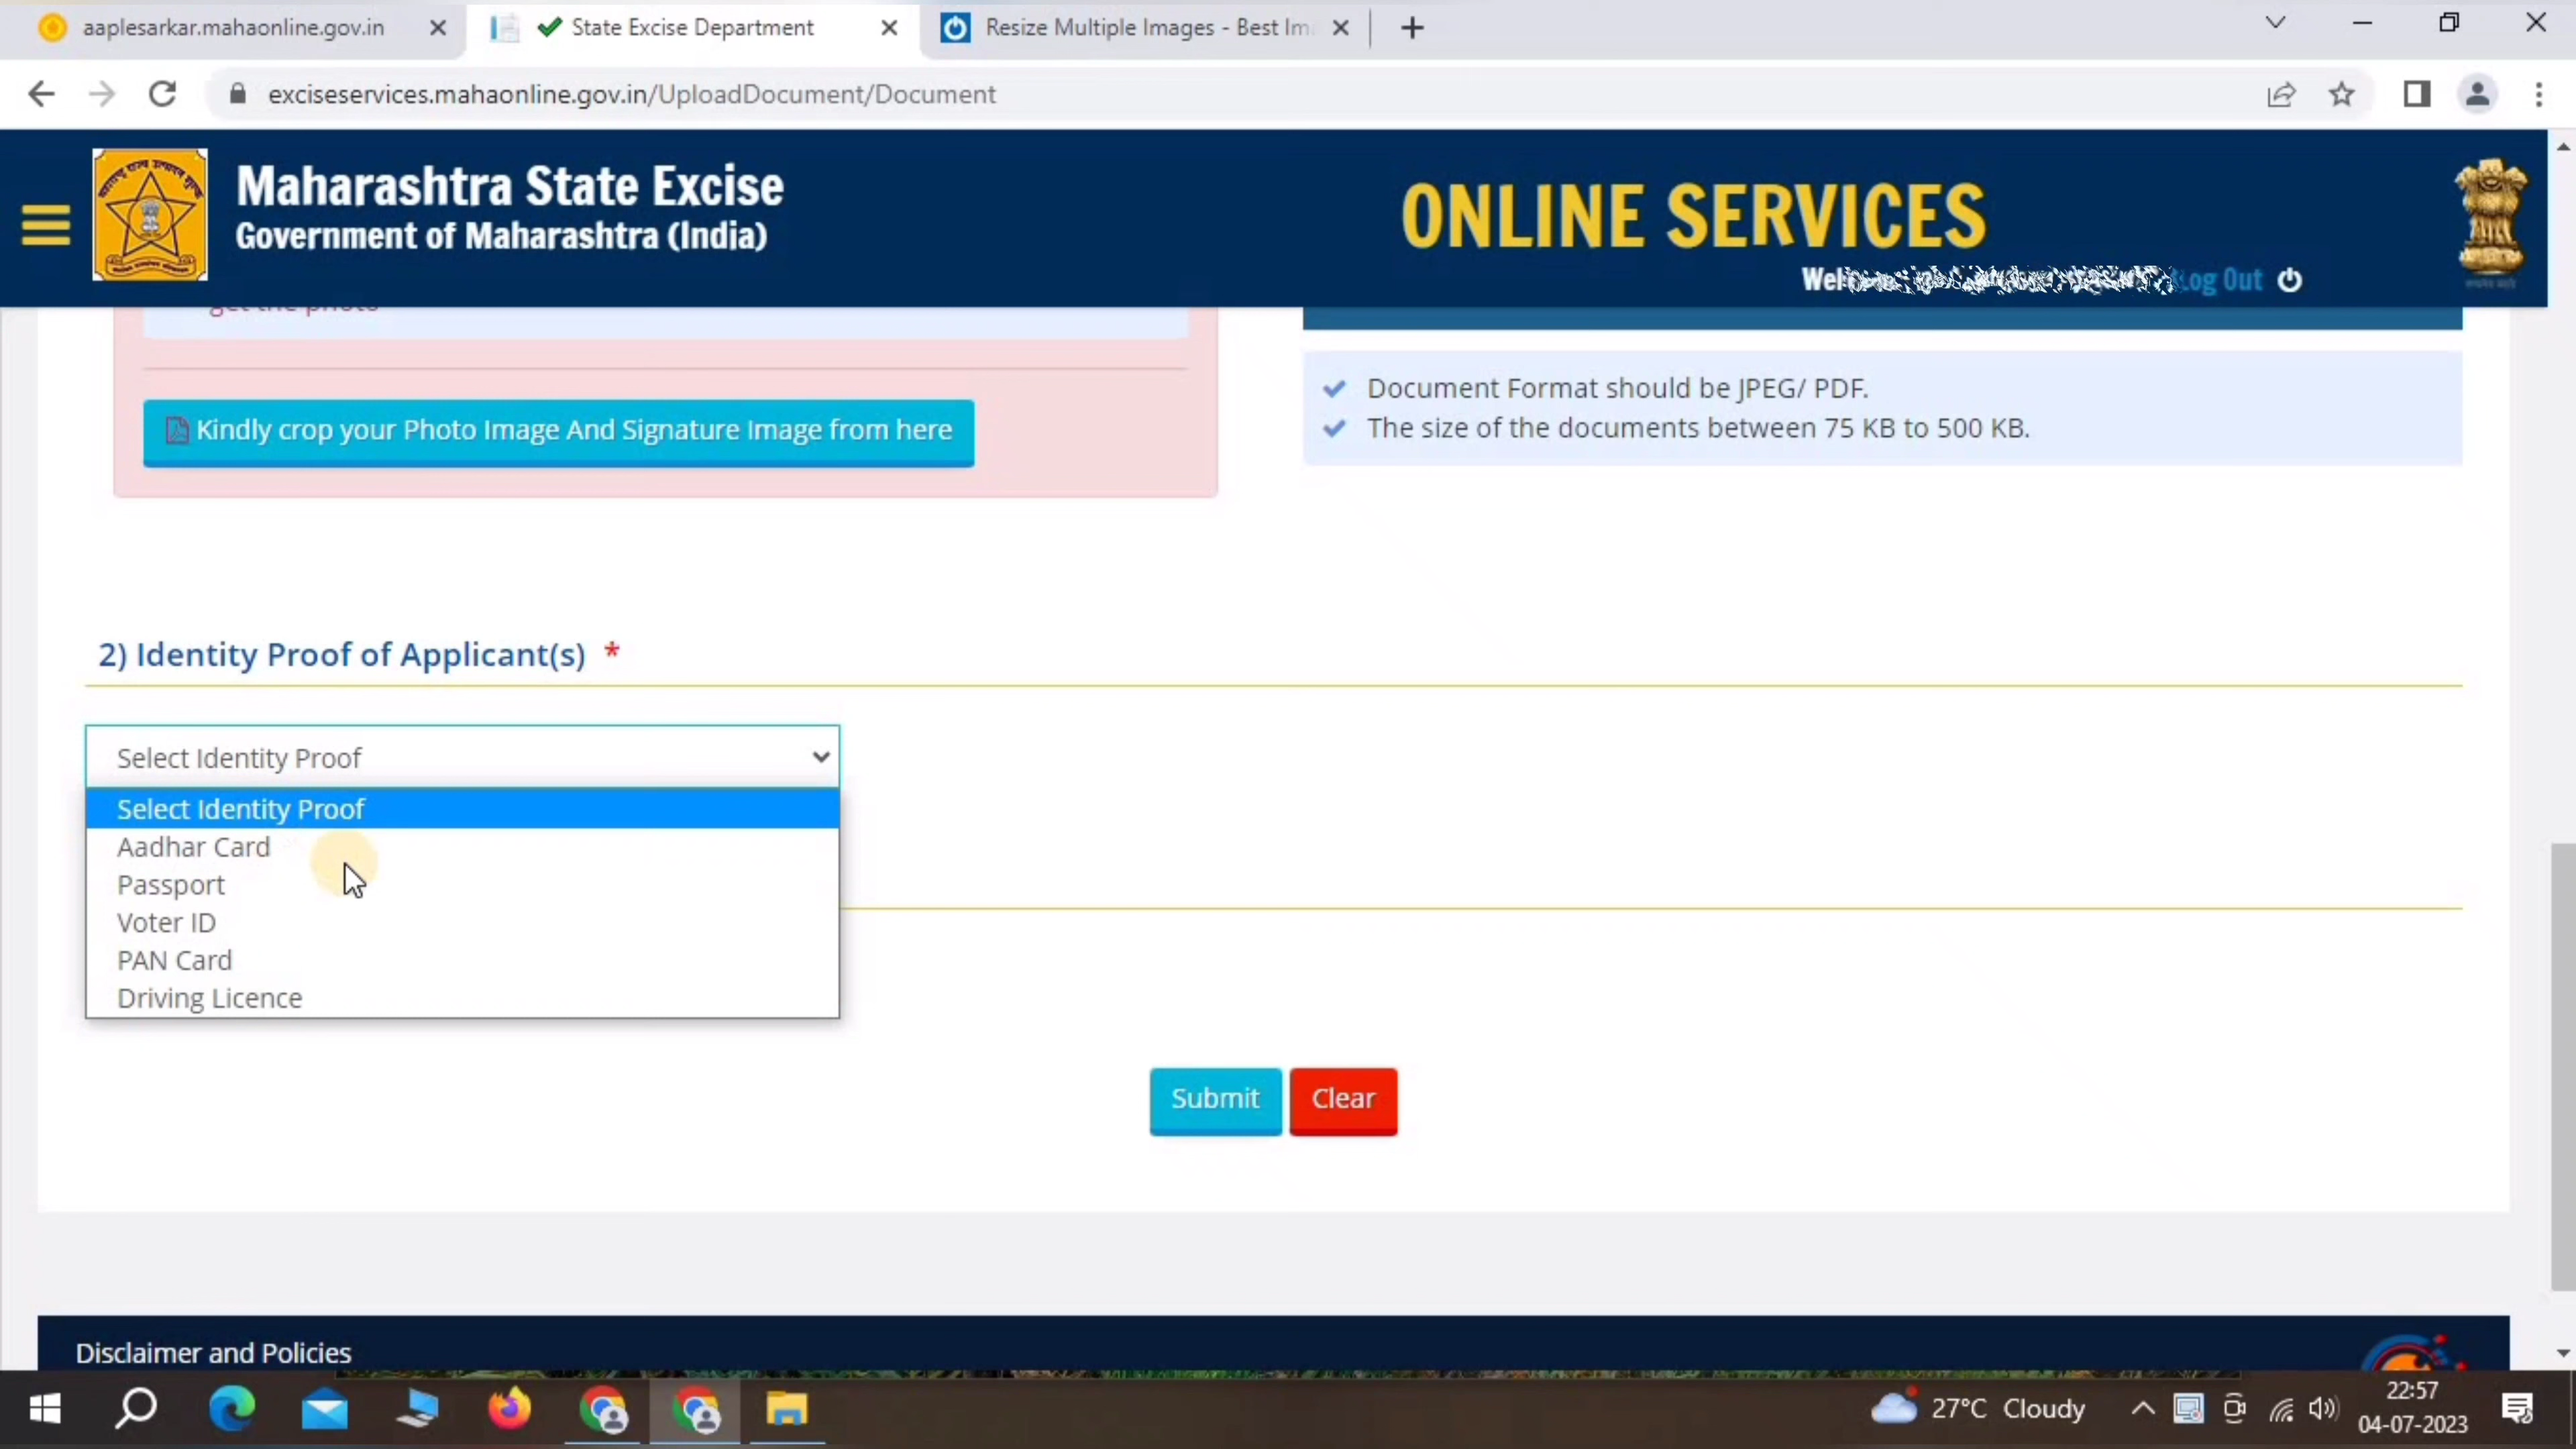 aaplesarkar.mahaonline.gov.in
State Excise Department
Resize Multiple Images - Best Im
exciseservices.mahaonline.gov.in/UploadDocument/Document
Maharashtra State Excise
Government of Maharashtra (India)
ONLINE SERVICES
Log Out
get the photo
Kindly crop your Photo Image And Signature Image from here
Document Format should be JPEG/ PDF.
The size of the documents between 75 KB to 500 KB.
2) Identity Proof of Applicant(s) *
Select Identity Proof
Select Identity Proof
Aadhar Card
Passport
Voter ID
PAN Card
Driving Licence
Submit
Clear
Disclaimer and Policies
27°C Cloudy
22:57
04-07-2023